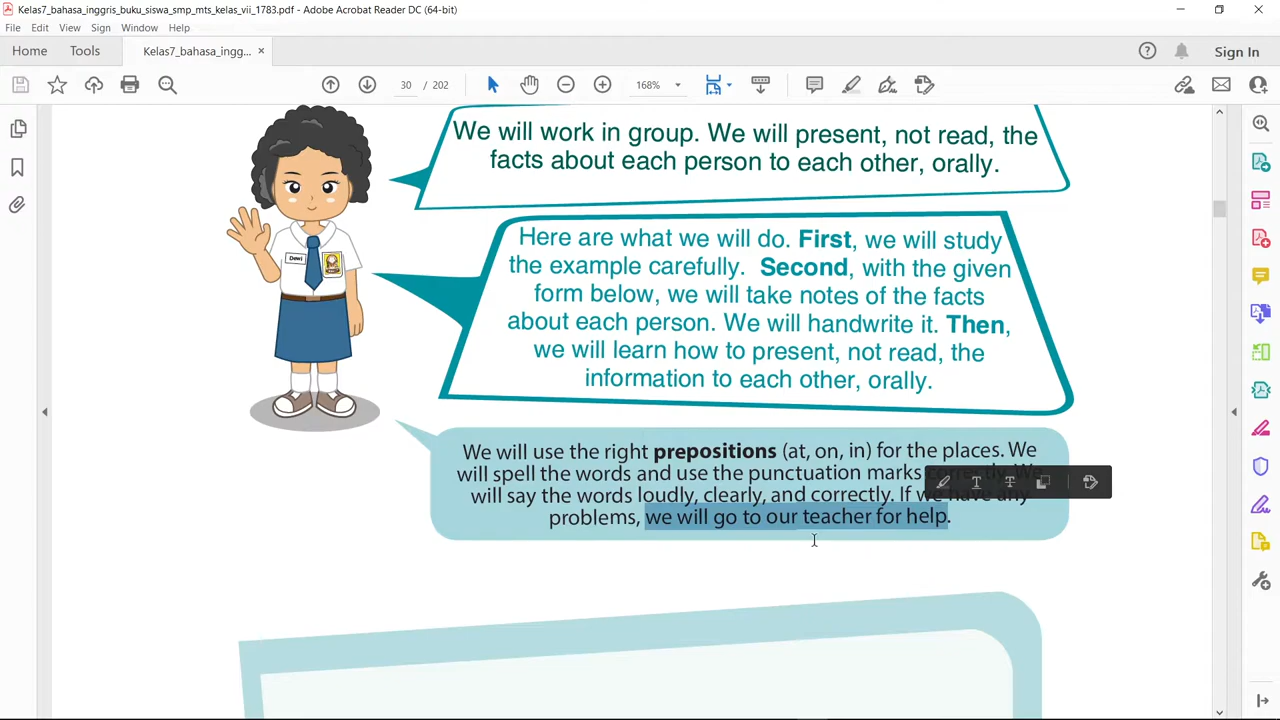 Kelas7_bahasa_inggris_buku_siswa_smp_mts_kelas_vii_1783.pdf - Adobe Acrobat Reader DC (64-bit)
File Edit View Sign Window Help
Home Tools Kelas7_bahasa_ingg... × Sign In
30 / 202 168%
We will work in group. We will present, not read, the
facts about each person to each other, orally.
Here are what we will do. First, we will study
the example carefully. Second, with the given
form below, we will take notes of the facts
about each person. We will handwrite it. Then,
we will learn how to present, not read, the
information to each other, orally.
Dewi
We will use the right prepositions (at, on, in) for the places. We
will spell the words and use the punctuation marks correctly. We
will say the words loudly, clearly, and correctly. If we have any
problems, we will go to our teacher for help.